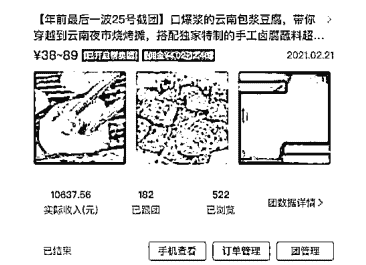 【年前最后一波25号截团】口爆浆的云南包浆豆腐，带你
穿越到云南夜市烧烤摊，搭配独家特制的手工卤腐蘸料超...
¥38~89
2021.02.21
10637.56
182
522
团数据详情>
实际收入(元)
已跟团
已浏览
已结束
手机查看
订单管理
团管理